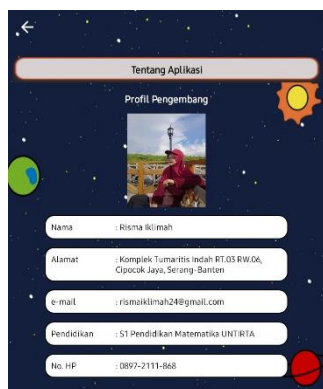 Tentang Aplikasi
Profil Pengembang
Nama : Risma Iklimah
Alamat : Komplek Tumaritis Indah RT.03 RW.06,
Cipocok Jaya, Serang-Banten
e-mail : rismaiklimah24@gmail.com
Pendidikan : S1 Pendidikan Matematika UNTIRTA
No. HP : 0897-2111-868